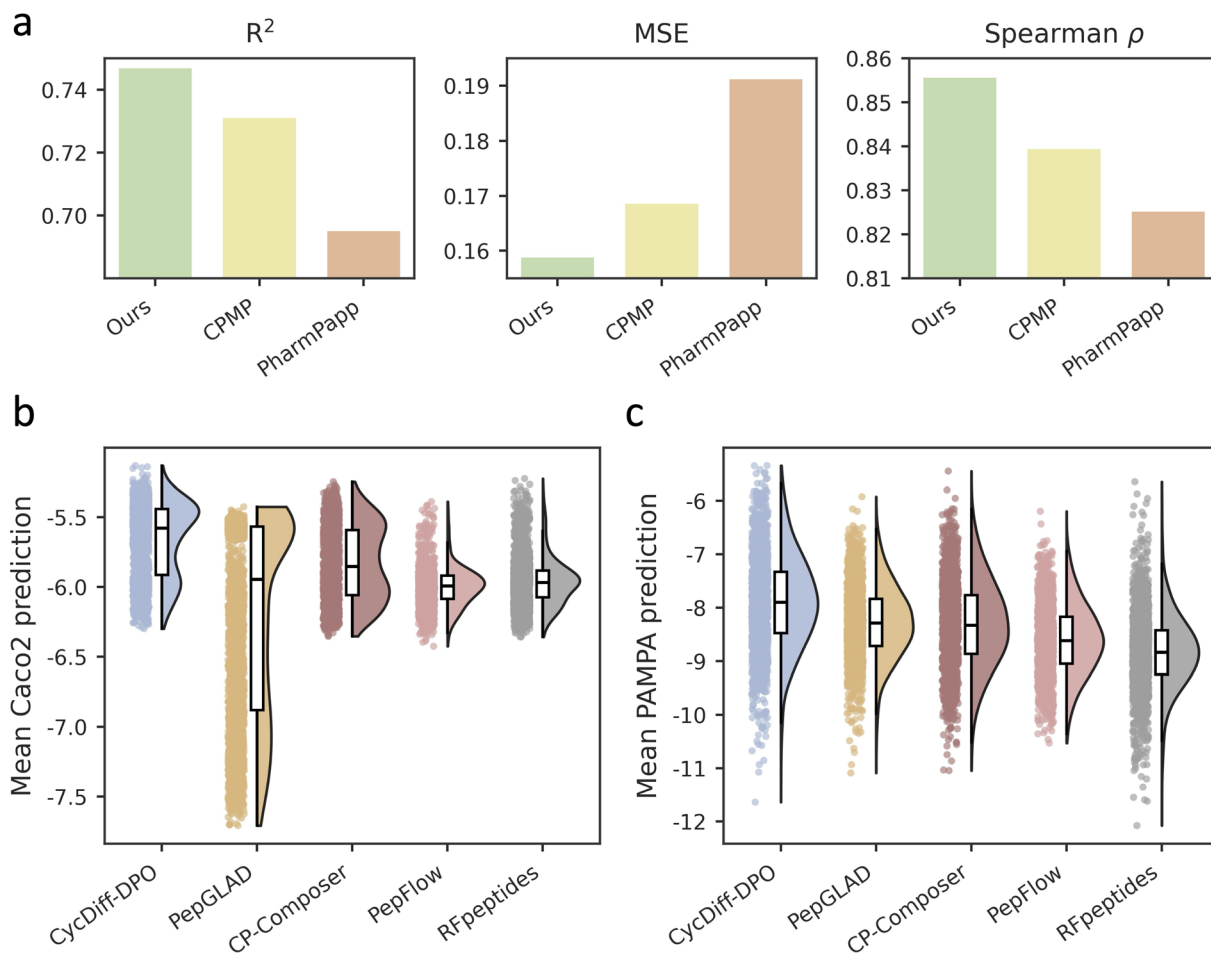 a
R²
MSE
Spearman ρ
0.74
0.72
0.70
Ours
CPMP
PharmPapp
0.19
0.18
0.17
0.16
Ours
CPMP
PharmPapp
0.86
0.85
0.84
0.83
0.82
0.81
Ours
CPMP
PharmPapp
b
Mean Caco2 prediction
-5.5
-6.0
-6.5
-7.0
-7.5
CycDiff-DPO
PepGLAD
CP-Composer
PepFlow
RFpeptides
c
Mean PAMPA prediction
-6
-7
-8
-9
-10
-11
-12
CycDiff-DPO
PepGLAD
CP-Composer
PepFlow
RFpeptides